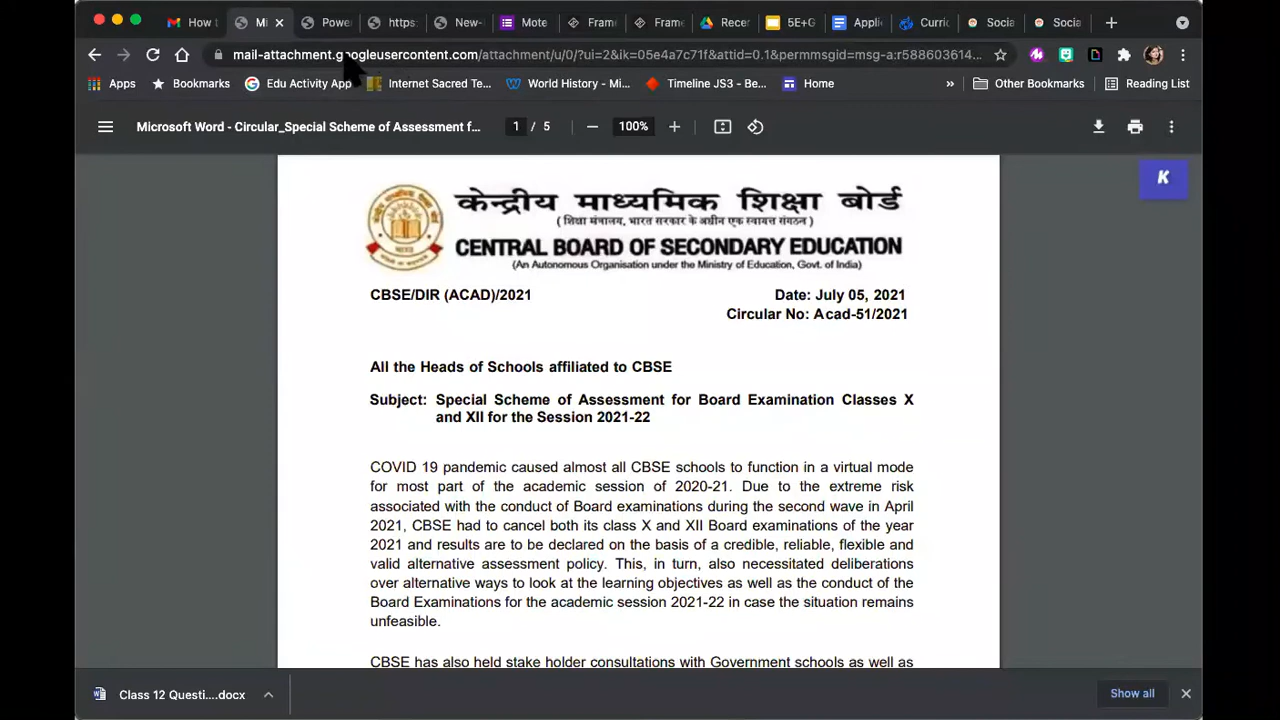 How t
Mi
Power
https:
New-
Mote
Frame
Frame
Recer
5E+G
Applic
Curric
Socia
Socia
mail-attachment.googleusercontent.com/attachment/u/0/?ui=2&ik=05e4a7c71f&attid=0.1&permmsgid=msg-a:r588603614...
Apps
Bookmarks
Edu Activity App
Internet Sacred Te...
World History - Mi...
Timeline JS3 - Be...
Home
»
Other Bookmarks
Reading List
Microsoft Word - Circular_Special Scheme of Assessment f...
1 / 5
100%
K
केन्द्रीय माध्यमिक शिक्षा बोर्ड
(शिक्षा मंत्रालय, भारत सरकार के अधीन एक स्वायत्त संगठन)
CENTRAL BOARD OF SECONDARY EDUCATION
(An Autonomous Organisation under the Ministry of Education, Govt. of India)
CBSE/DIR (ACAD)/2021
Date: July 05, 2021
Circular No: Acad-51/2021
All the Heads of Schools affiliated to CBSE
Subject: Special Scheme of Assessment for Board Examination Classes X
and XII for the Session 2021-22
COVID 19 pandemic caused almost all CBSE schools to function in a virtual mode
for most part of the academic session of 2020-21. Due to the extreme risk
associated with the conduct of Board examinations during the second wave in April
2021, CBSE had to cancel both its class X and XII Board examinations of the year
2021 and results are to be declared on the basis of a credible, reliable, flexible and
valid alternative assessment policy. This, in turn, also necessitated deliberations
over alternative ways to look at the learning objectives as well as the conduct of the
Board Examinations for the academic session 2021-22 in case the situation remains
unfeasible.
CBSE has also held stake holder consultations with Government schools as well as
Class 12 Questi....docx
Show all